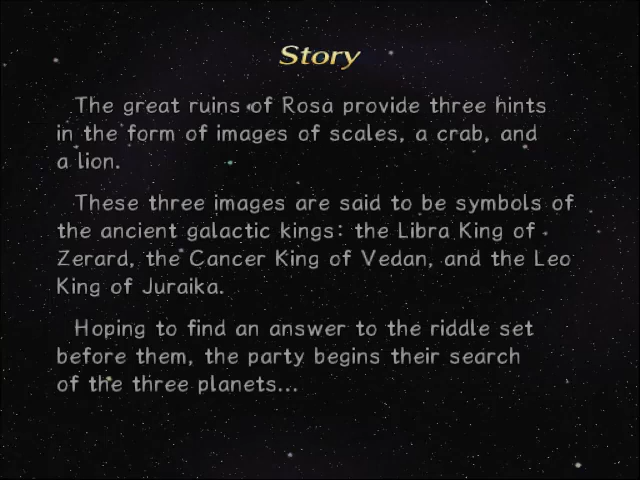 Story
The great ruins of Rosa provide three hints
in the form of images of scales, a crab, and
a lion.
These three images are said to be symbols of
the ancient galactic kings: the Libra King of
Zerard, the Cancer King of Vedan, and the Leo
King of Juraika.
Hoping to find an answer to the riddle set
before them, the party begins their search
of the three planets...